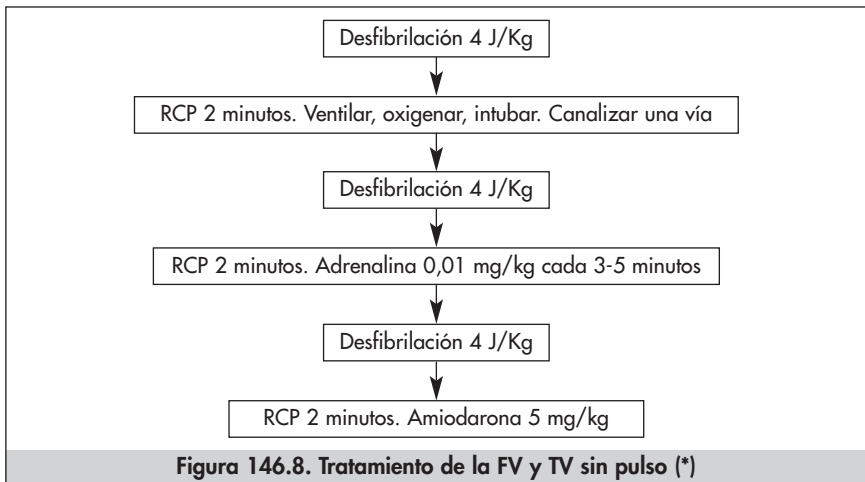 Desfibrilación 4 J/Kg
RCP 2 minutos. Ventilar, oxigenar, intubar. Canalizar una vía
Desfibrilación 4 J/Kg
RCP 2 minutos. Adrenalina 0,01 mg/kg cada 3-5 minutos
Desfibrilación 4 J/Kg
RCP 2 minutos. Amiodarona 5 mg/kg
Figura 146.8. Tratamiento de la FV y TV sin pulso (*)